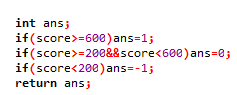 int ans;
if(score>=600)ans=1;
if(score>=200&&score<600)ans=0;
if(score<200)ans=-1;
return ans;